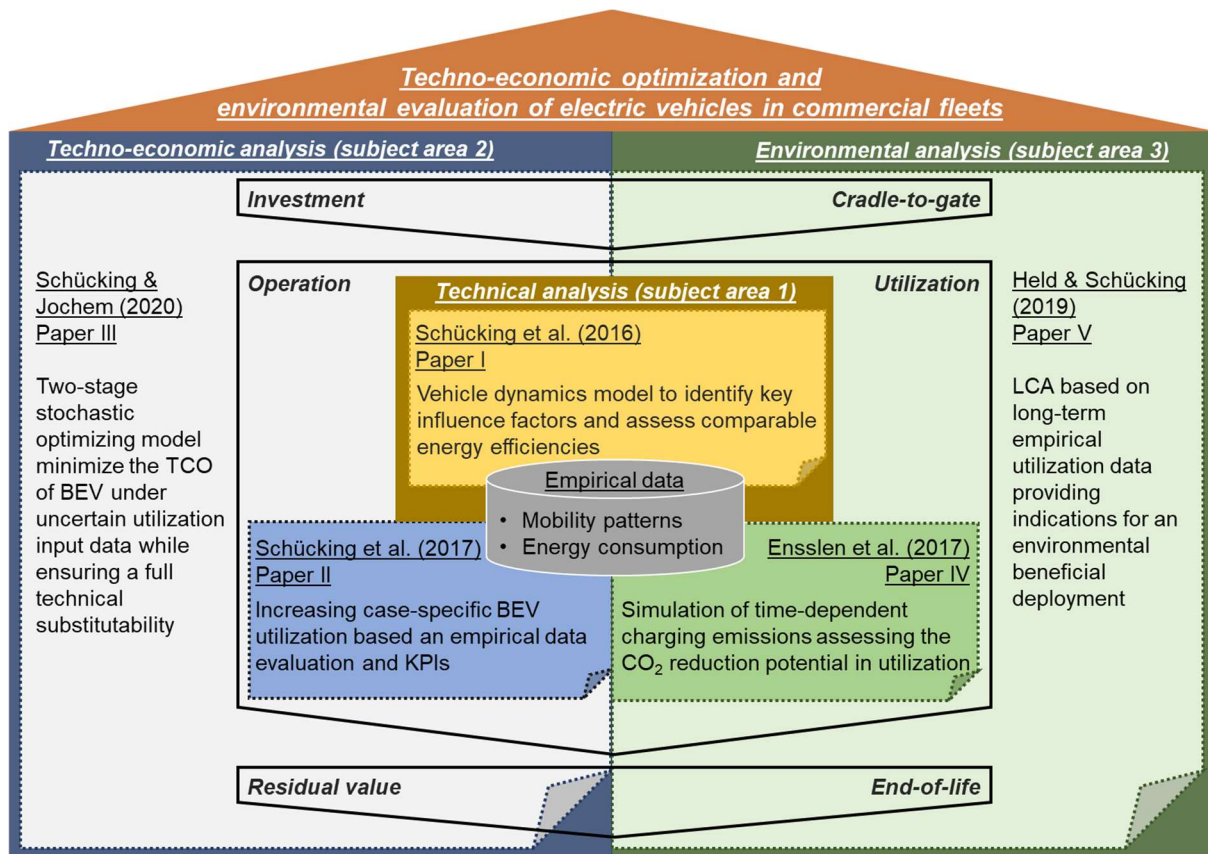 Techno-economic optimization and
environmental evaluation of electric vehicles in commercial fleets
Techno-economic analysis (subject area 2)
Environmental analysis (subject area 3)
Investment
Cradle-to-gate
Schücking &
Jochem (2020)
Paper III
Two-stage
stochastic
optimizing model
minimize the TCO
of BEV under
uncertain utilization
input data while
ensuring a full
technical
substitutability
Operation
Utilization
Technical analysis (subject area 1)
Schücking et al. (2016)
Paper I
Vehicle dynamics model to identify key
influence factors and assess comparable
energy efficiencies
Empirical data
• Mobility patterns
• Energy consumption
Schücking et al. (2017)
Paper II
Increasing case-specific BEV
utilization based an empirical data
evaluation and KPIs
Ensslen et al. (2017)
Paper IV
Simulation of time-dependent
charging emissions assessing the
CO₂ reduction potential in utilization
Held & Schücking
(2019)
Paper V
LCA based on
long-term
empirical
utilization data
providing
indications for an
environmental
beneficial
deployment
Residual value
End-of-life